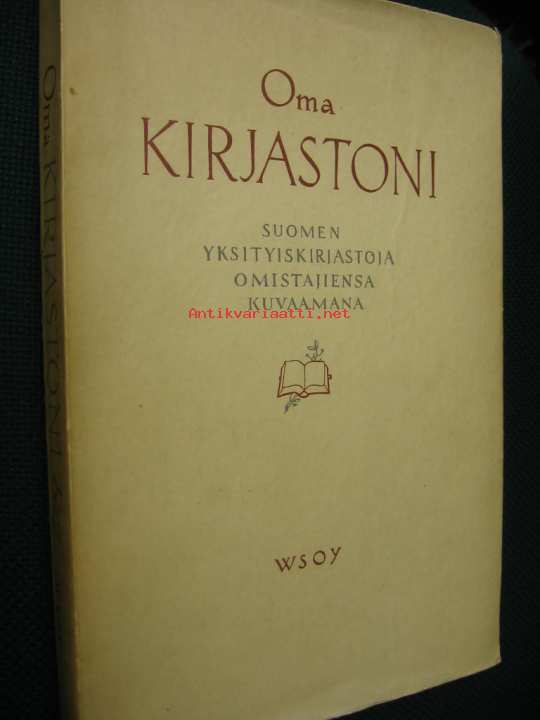 Oma
KIRJASTONI
SUOMEN
YKSITYISKIRJASTOJA
OMISTAJIENSA
KUVAAMANA
Antikvariaatti.net
WSOY
Oma KIRJASTONI